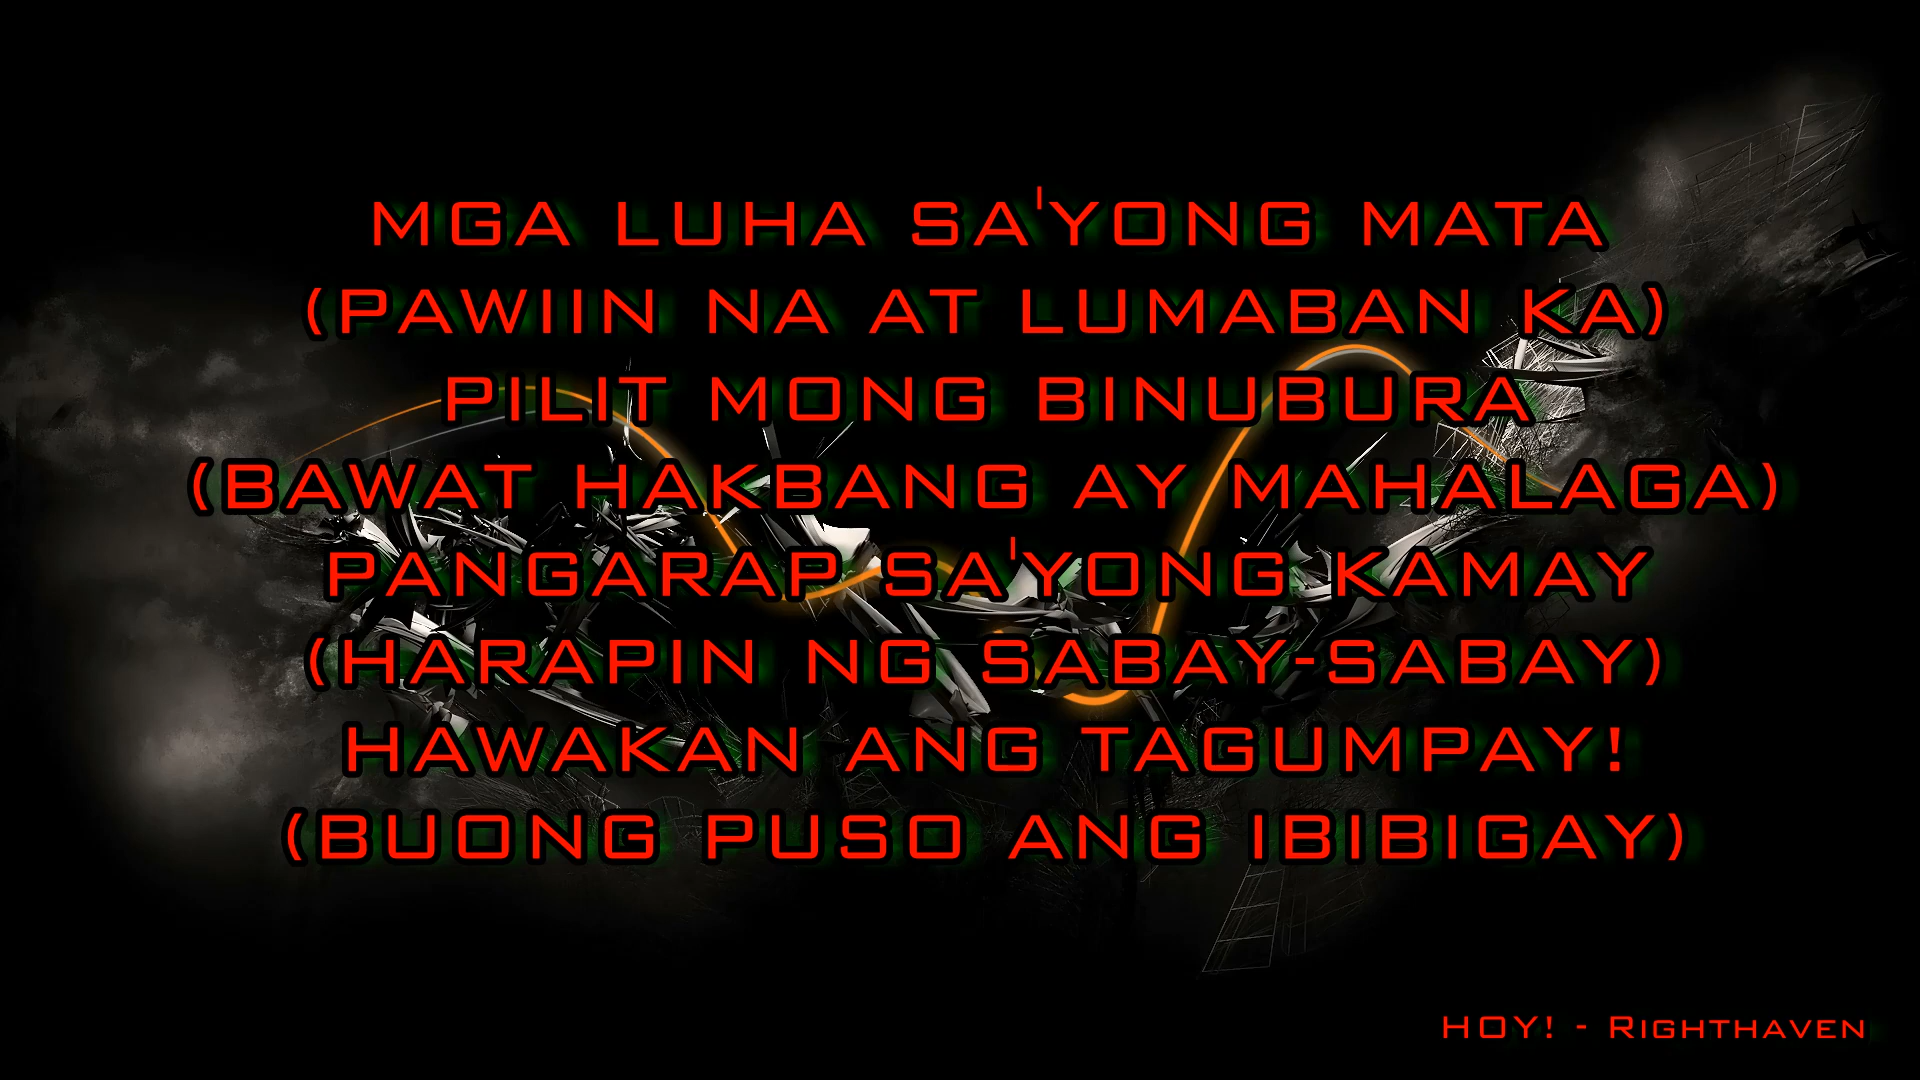 MGA LUHA SA'YONG MATA
(PAWIIN NA AT LUMABAN KA)
PILIT MONG BINUBURA
(BAWAT HAKBANG AY MAHALAGA)
PANGARAP SA'YONG KAMAY
(HARAPIN NG SABAY-SABAY)
HAWAKAN ANG TAGUMPAY!
(BUONG PUSO ANG IBIBIGAY)
HOY! - RIGHTHAVEN